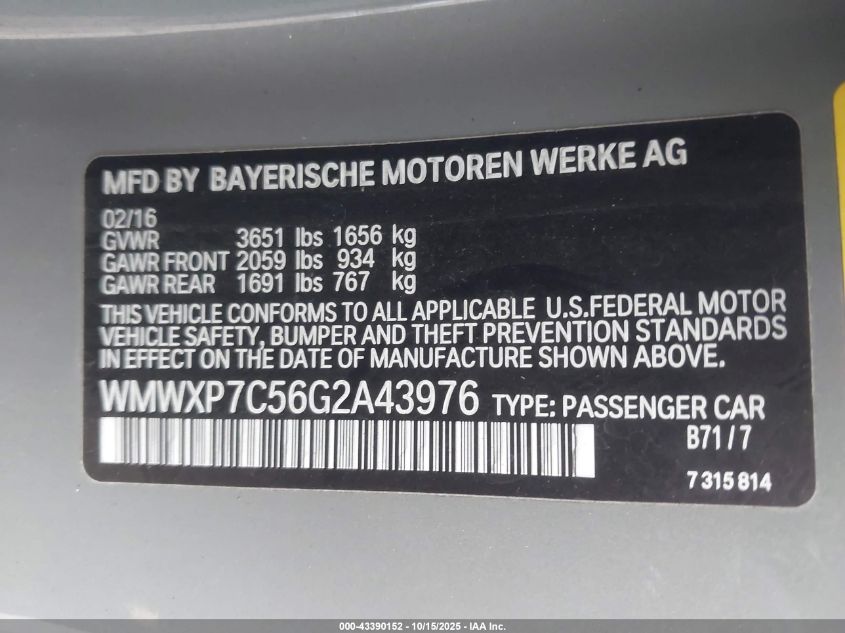 MFD BY BAYERISCHE MOTOREN WERKE AG
02/16
GVWR 3651 lbs 1656 kg
GAWR FRONT 2059 lbs 934 kg
GAWR REAR 1691 lbs 767 kg
THIS VEHICLE CONFORMS TO ALL APPLICABLE U.S.FEDERAL MOTOR
VEHICLE SAFETY, BUMPER AND THEFT PREVENTION STANDARDS
IN EFFECT ON THE DATE OF MANUFACTURE SHOWN ABOVE.
WMWXP7C56G2A43976 TYPE: PASSENGER CAR
B71/7
7 315 814
000-43390152 - 10/15/2025 - IAA Inc.